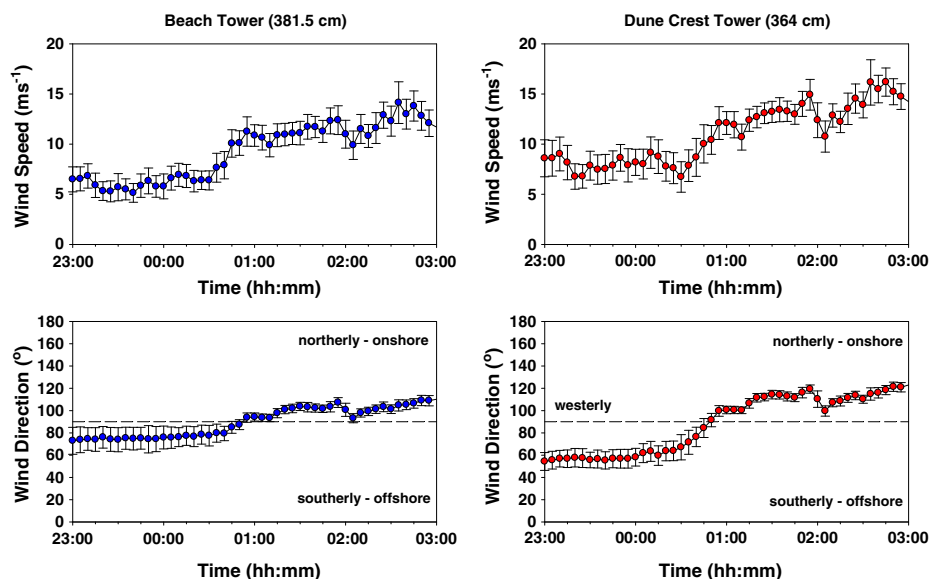 Beach Tower (381.5 cm)
Wind Speed (ms-1)
20
15
10
5
0
23:00 00:00 01:00 02:00 03:00
Time (hh:mm)
Dune Crest Tower (364 cm)
Wind Speed (ms-1)
20
15
10
5
0
23:00 00:00 01:00 02:00 03:00
Time (hh:mm)
Wind Direction (º)
180
160
140
120
100
80
60
40
20
0
northerly - onshore
southerly - offshore
23:00 00:00 01:00 02:00 03:00
Time (hh:mm)
Wind Direction (º)
180
160
140
120
100
80
60
40
20
0
northerly - onshore
westerly
southerly - offshore
23:00 00:00 01:00 02:00 03:00
Time (hh:mm)